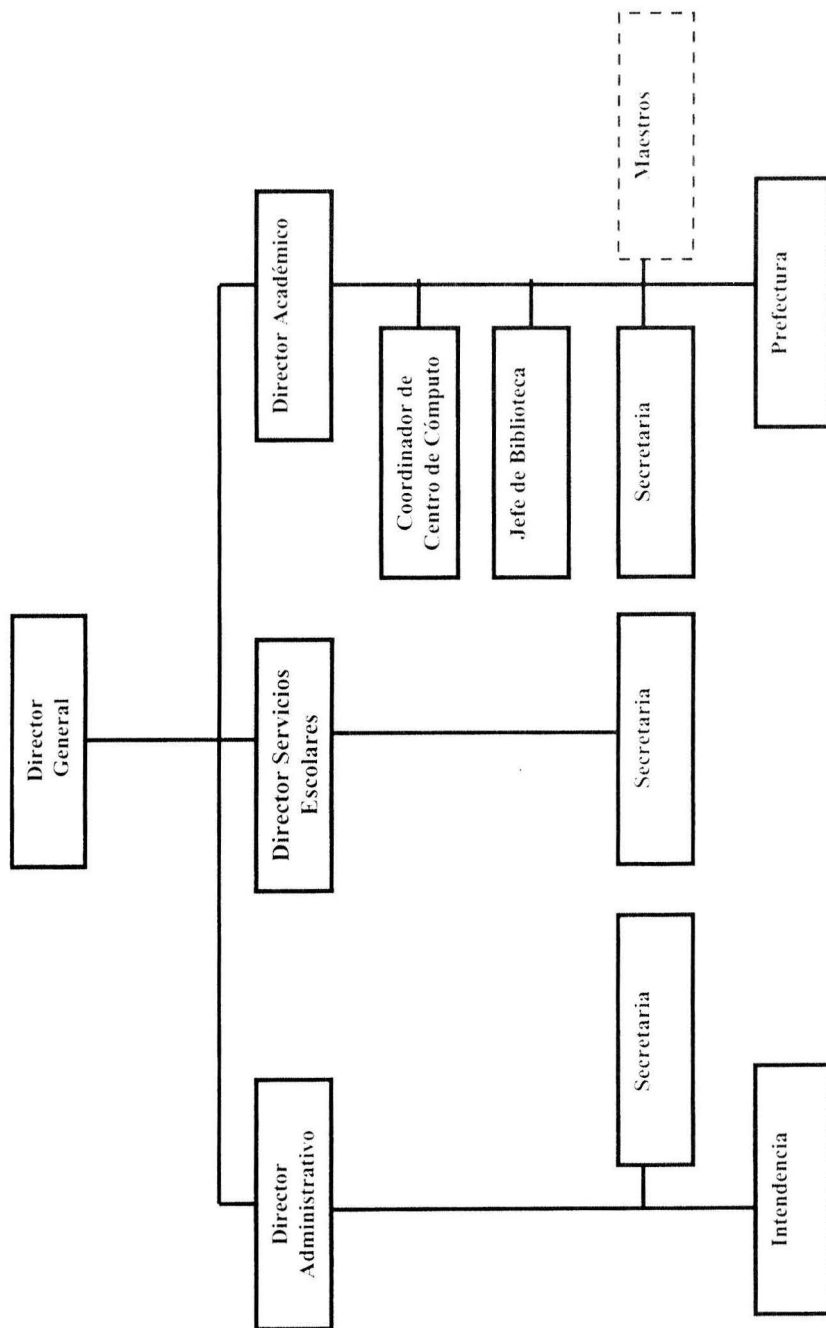 Director
General
Director
Administrativo
Director Servicios
Escolares
Director Académico
Coordinador de
Centro de Cómputo
Jefe de Biblioteca
Secretaria
Secretaria
Secretaria
Maestros
Intendencia
Prefectura